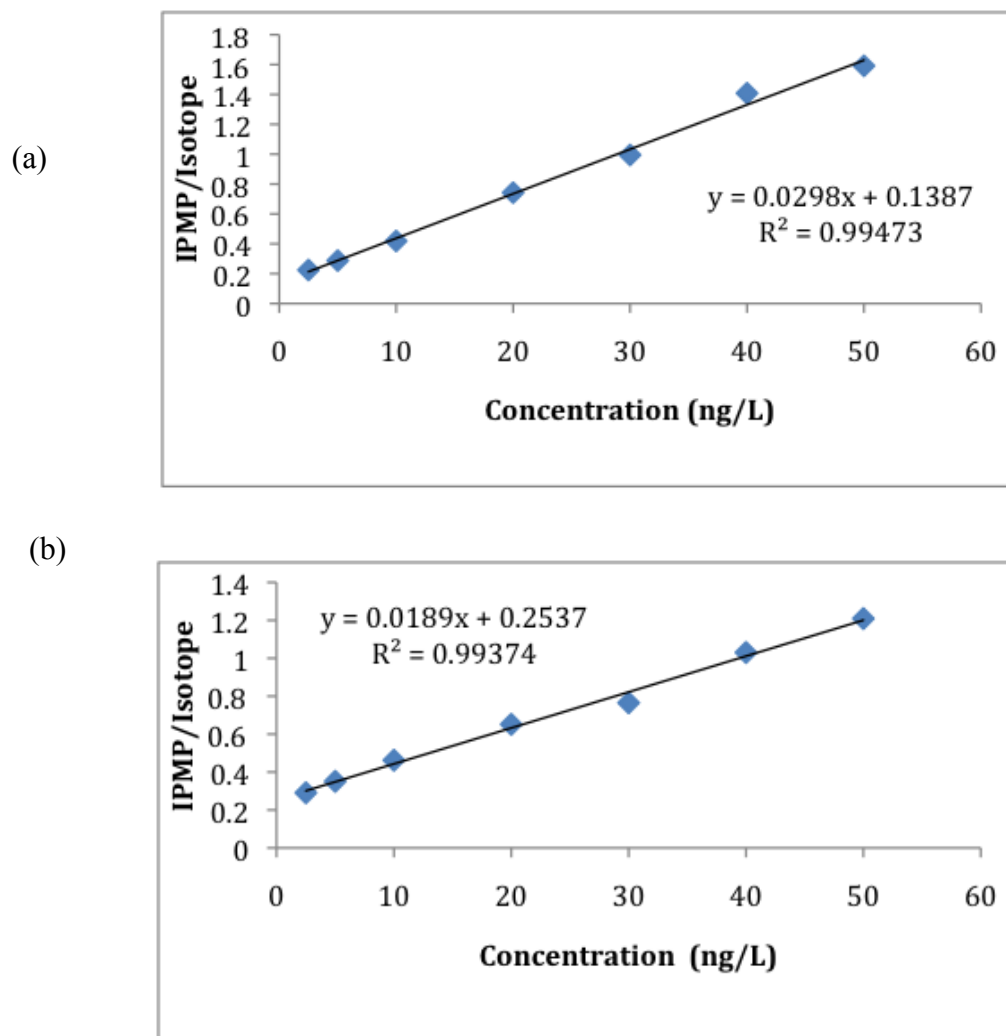 (a)
IPMP/Isotope
1.8
1.6
1.4
1.2
1
0.8
0.6
0.4
0.2
0
y = 0.0298x + 0.1387
R² = 0.99473
0 10 20 30 40 50 60
Concentration (ng/L)
(b)
IPMP/Isotope
1.4
1.2
1
0.8
0.6
0.4
0.2
0
y = 0.0189x + 0.2537
R² = 0.99374
0 10 20 30 40 50 60
Concentration (ng/L)